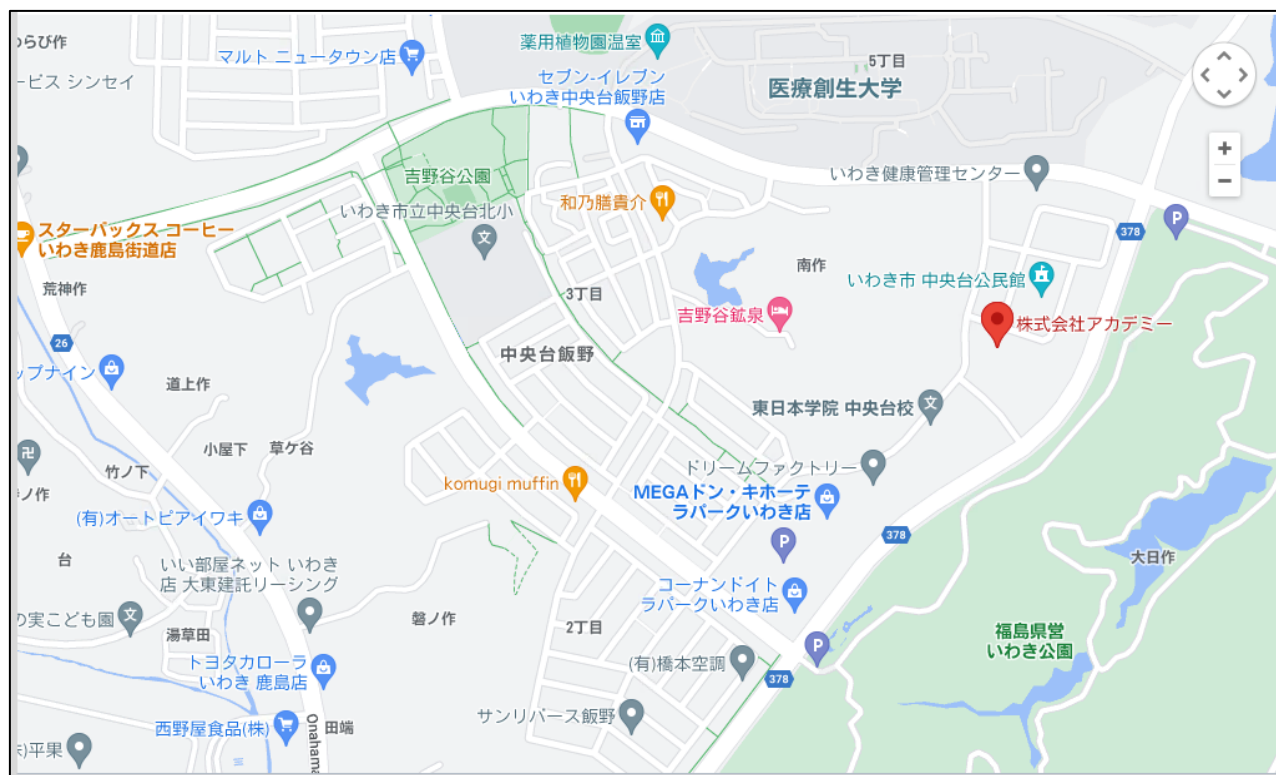 わらび作
ービス シンセイ
マルト ニュータウン店
薬用植物園温室
5丁目
医療創生大学
セブン-イレブン
いわき中央台飯野店
吉野谷公園
いわき市立中央台北小
和乃膳貴介
いわき健康管理センター
P
378
スターバックス コーヒー
いわき鹿島街道店
荒神作
南作
いわき市 中央台公民館
3丁目
吉野谷鉱泉
株式会社アカデミー
26
ップナイン
道上作
中央台飯野
東日本学院 中央台校
小屋下
草ケ谷
竹ノ下
ノ作
komugi muffin
ドリームファクトリー
MEGAドン・キホーテ
ラパークいわき店
(有)オートピアイワキ
378
P
台
いい部屋ネット いわき
店 大東建託リーシング
コーナンドイト
ラパークいわき店
大日作
の実こども園
湯草田
磐ノ作
2丁目
福島県営
いわき公園
P
トヨタカローラ
いわき 鹿島店
(有)橋本空調
378
西野屋食品(株)
田端
Onahama
サンリバース飯野
)平果